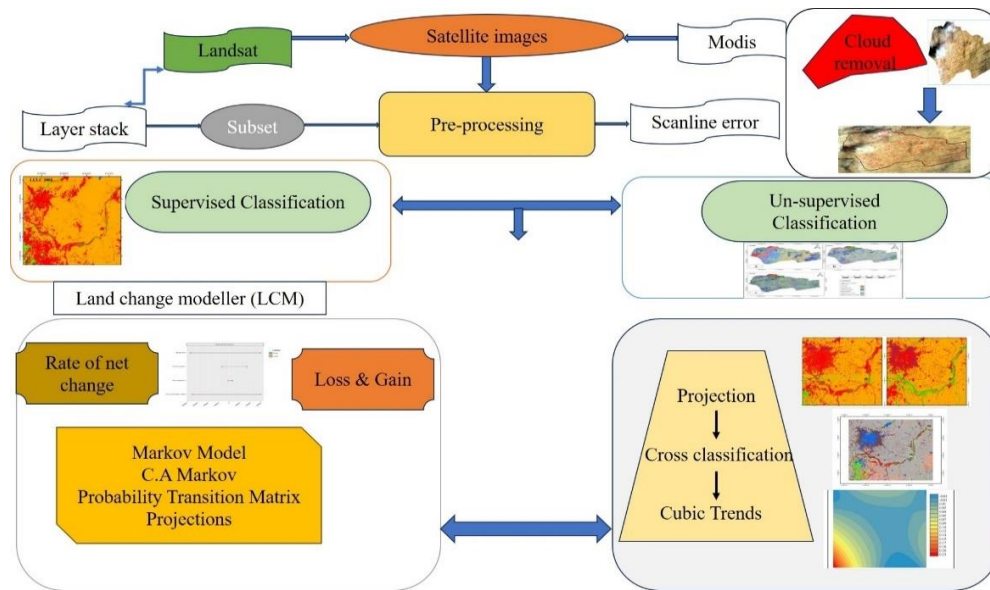 Landsat
Satellite images
Modis
Cloud
removal
Layer stack
Subset
Pre-processing
Scanline error
Supervised Classification
Un-supervised
Classification
Land change modeller (LCM)
Rate of net
change
Loss & Gain
Markov Model
C.A Markov
Probability Transition Matrix
Projections
Projection
Cross classification
Cubic Trends